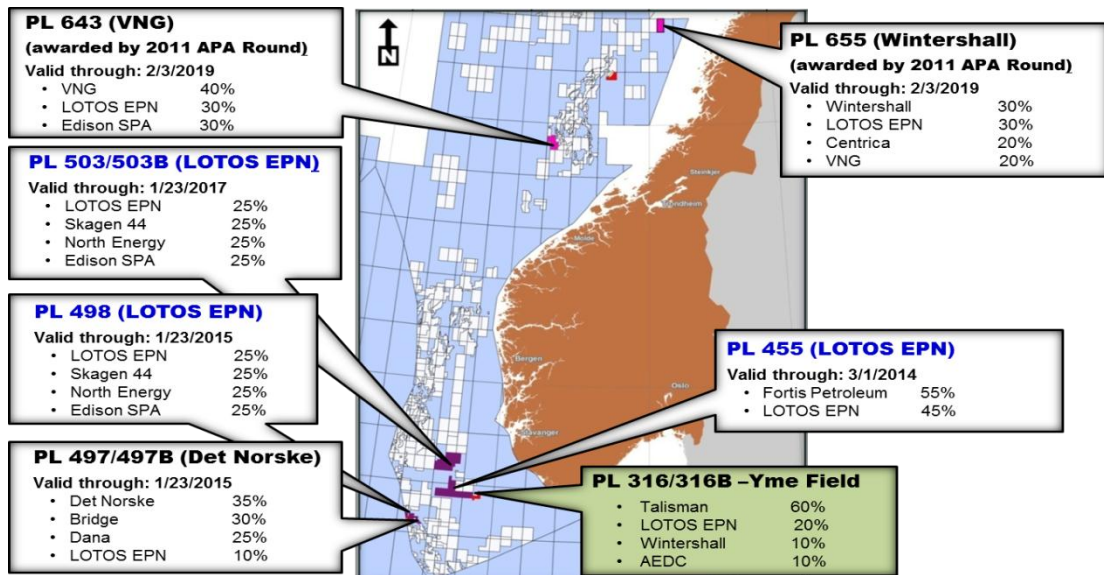 PL 643 (VNG)
(awarded by 2011 APA Round)
Valid through: 2/3/2019
• VNG 40%
• LOTOS EPN 30%
• Edison SPA 30%
PL 503/503B (LOTOS EPN)
Valid through: 1/23/2017
• LOTOS EPN 25%
• Skagen 44 25%
• North Energy 25%
• Edison SPA 25%
PL 498 (LOTOS EPN)
Valid through: 1/23/2015
• LOTOS EPN 25%
• Skagen 44 25%
• North Energy 25%
• Edison SPA 25%
PL 497/497B (Det Norske)
Valid through: 1/23/2015
• Det Norske 35%
• Bridge 30%
• Dana 25%
• LOTOS EPN 10%
N
PL 655 (Wintershall)
(awarded by 2011 APA Round)
Valid through: 2/3/2019
• Wintershall 30%
• LOTOS EPN 30%
• Centrica 20%
• VNG 20%
Steinkjer
Trondheim
Molde
Bergen
Oslo
Stavanger
PL 455 (LOTOS EPN)
Valid through: 3/1/2014
• Fortis Petroleum 55%
• LOTOS EPN 45%
PL 316/316B –Yme Field
• Talisman 60%
• LOTOS EPN 20%
• Wintershall 10%
• AEDC 10%